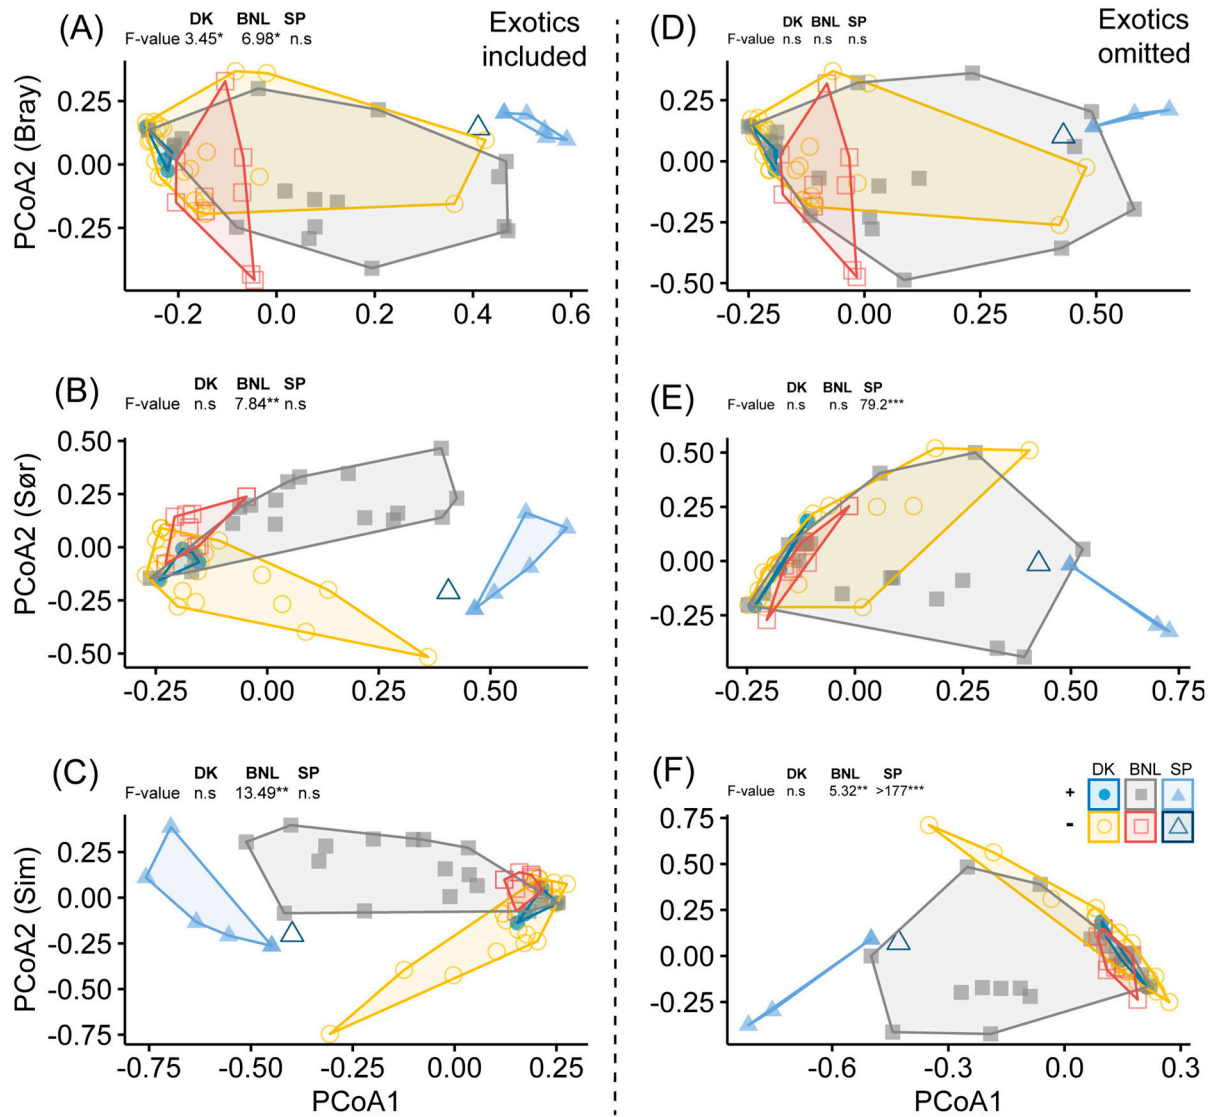 (A)
DK BNL SP
F-value 3.45* 6.98* n.s
Exotics
included
PCoA2 (Bray)
0.25
0.00
-0.25
-0.2 0.0 0.2 0.4 0.6
(D)
DK BNL SP
F-value n.s n.s n.s
Exotics
omitted
0.25
0.00
-0.25
-0.50
-0.25 0.00 0.25 0.50
(B)
DK BNL SP
F-value n.s 7.84** n.s
PCoA2 (Sør)
0.50
0.25
0.00
-0.25
-0.50
-0.25 0.00 0.25 0.50
(E)
DK BNL SP
F-value n.s n.s 79.2***
0.50
0.25
0.00
-0.25
-0.25 0.00 0.25 0.50 0.75
(C)
DK BNL SP
F-value n.s 13.49** n.s
PCoA2 (Sim)
0.25
0.00
-0.25
-0.50
-0.75
-0.75 -0.50 -0.25 0.00 0.25
PCoA1
(F)
DK BNL SP
F-value n.s 5.32** >177***
DK BNL SP
+
-
0.75
0.50
0.25
0.00
-0.25
-0.6 -0.3 0.0 0.3
PCoA1